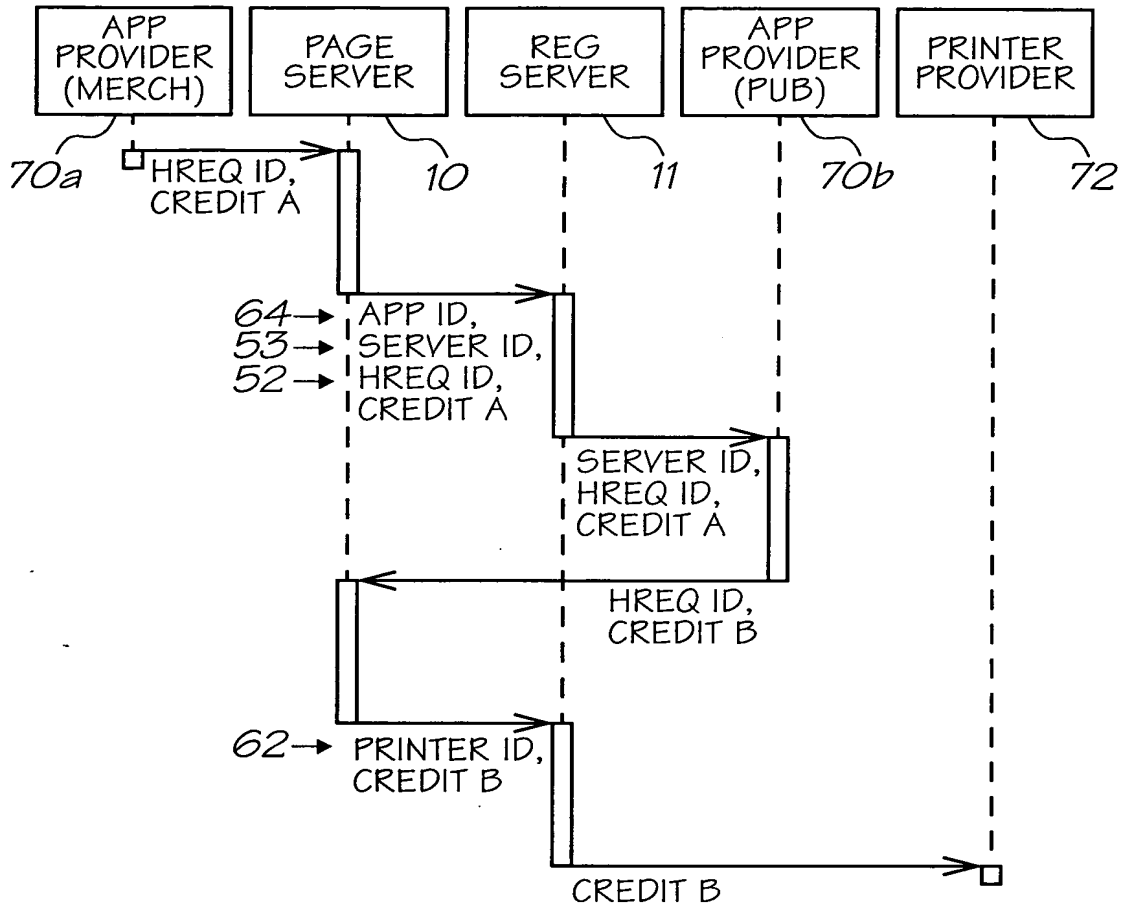 APP
PROVIDER
(MERCH)
PAGE
SERVER
REG
SERVER
APP
PROVIDER
(PUB)
PRINTER
PROVIDER
70a
10
11
70b
72
HREQ ID,
CREDIT A
64
APP ID,
53
SERVER ID,
52
HREQ ID,
CREDIT A
SERVER ID,
HREQ ID,
CREDIT A
HREQ ID,
CREDIT B
62
PRINTER ID,
CREDIT B
CREDIT B